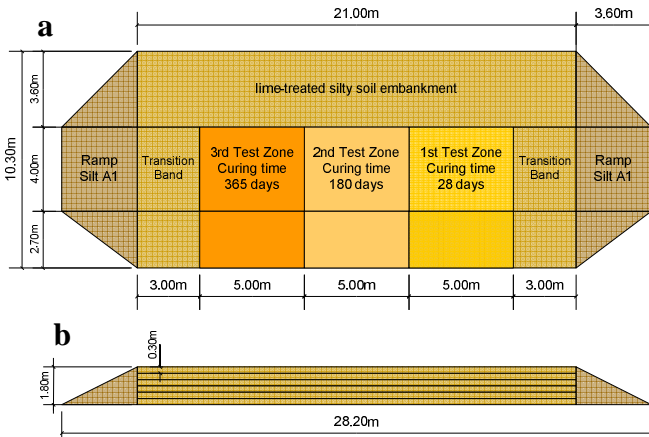 a
21.00m
3.60m
3.60m
lime-treated silty soil embankment
10.30m
4.00m
Ramp
Silt A1
Transition
Band
3rd Test Zone
Curing time
365 days
2nd Test Zone
Curing time
180 days
1st Test Zone
Curing time
28 days
Transition
Band
Ramp
Silt A1
2.70m
3.00m
5.00m
5.00m
5.00m
3.00m
b
0.30m
1.80m
28.20m